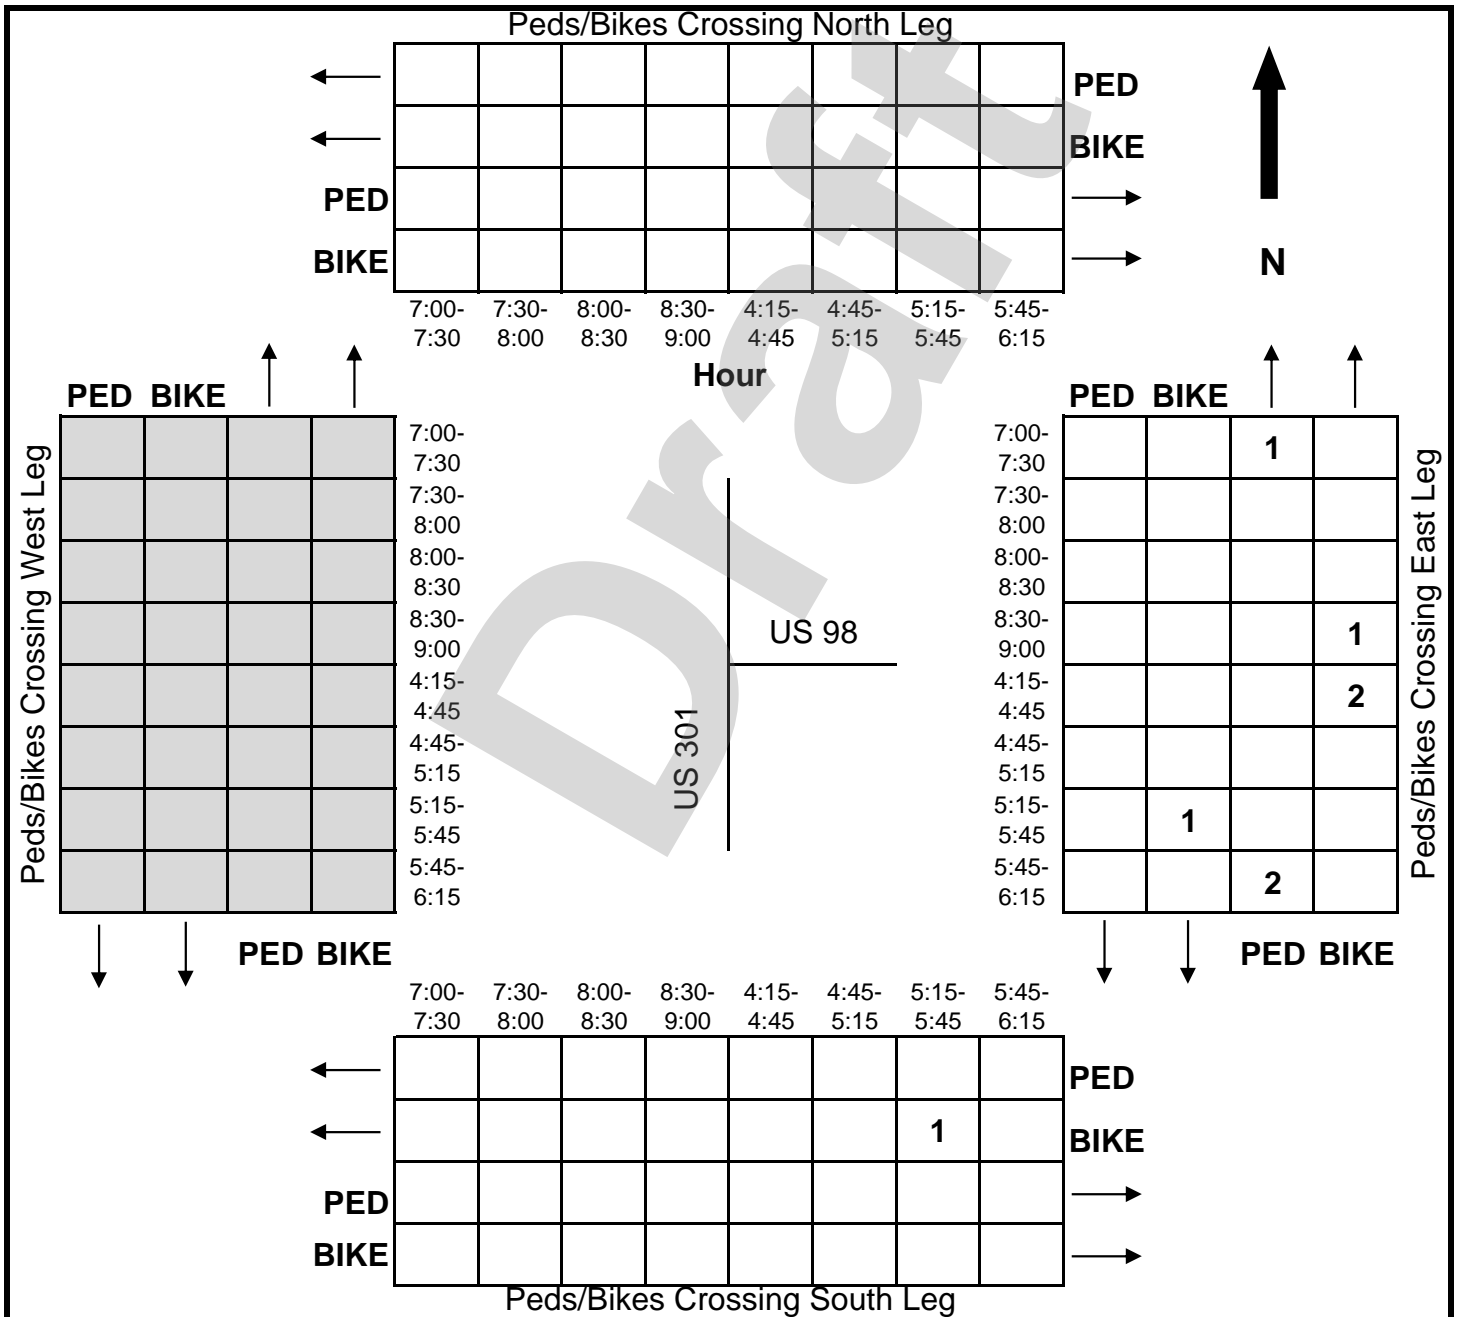 Peds/Bikes Crossing North Leg
PED
BIKE
PED
BIKE
N
7:00- 7:30- 8:00- 8:30- 4:15- 4:45- 5:15- 5:45-
7:30 8:00 8:30 9:00 4:45 5:15 5:45 6:15
Hour
PED BIKE
PED BIKE
Peds/Bikes Crossing West Leg
7:00-
7:30
7:30-
8:00
8:00-
8:30
8:30-
9:00
4:15-
4:45
4:45-
5:15
5:15-
5:45
5:45-
6:15
PED BIKE
US 98
US 301
Draft
7:00-
7:30
7:30-
8:00
8:00-
8:30
8:30-
9:00
4:15-
4:45
4:45-
5:15
5:15-
5:45
5:45-
6:15
1
1
2
1
2
Peds/Bikes Crossing East Leg
PED BIKE
7:00- 7:30- 8:00- 8:30- 4:15- 4:45- 5:15- 5:45-
7:30 8:00 8:30 9:00 4:45 5:15 5:45 6:15
PED
1 BIKE
PED
BIKE
Peds/Bikes Crossing South Leg